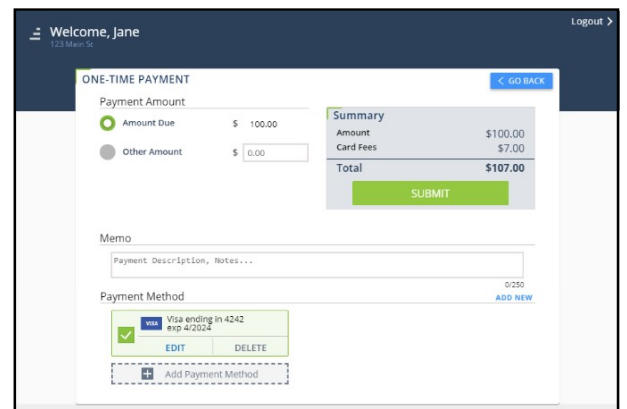 Welcome, Jane
123 Main St
Logout >
ONE-TIME PAYMENT
< GO BACK
Payment Amount
Amount Due $ 100.00
Other Amount $ 0.00
Summary
Amount $100.00
Card Fees $7.00
Total $107.00
SUBMIT
Memo
Payment Description, Notes...
0/250
Payment Method
ADD NEW
VISA Visa ending in 4242
exp 4/2024
EDIT DELETE
Add Payment Method